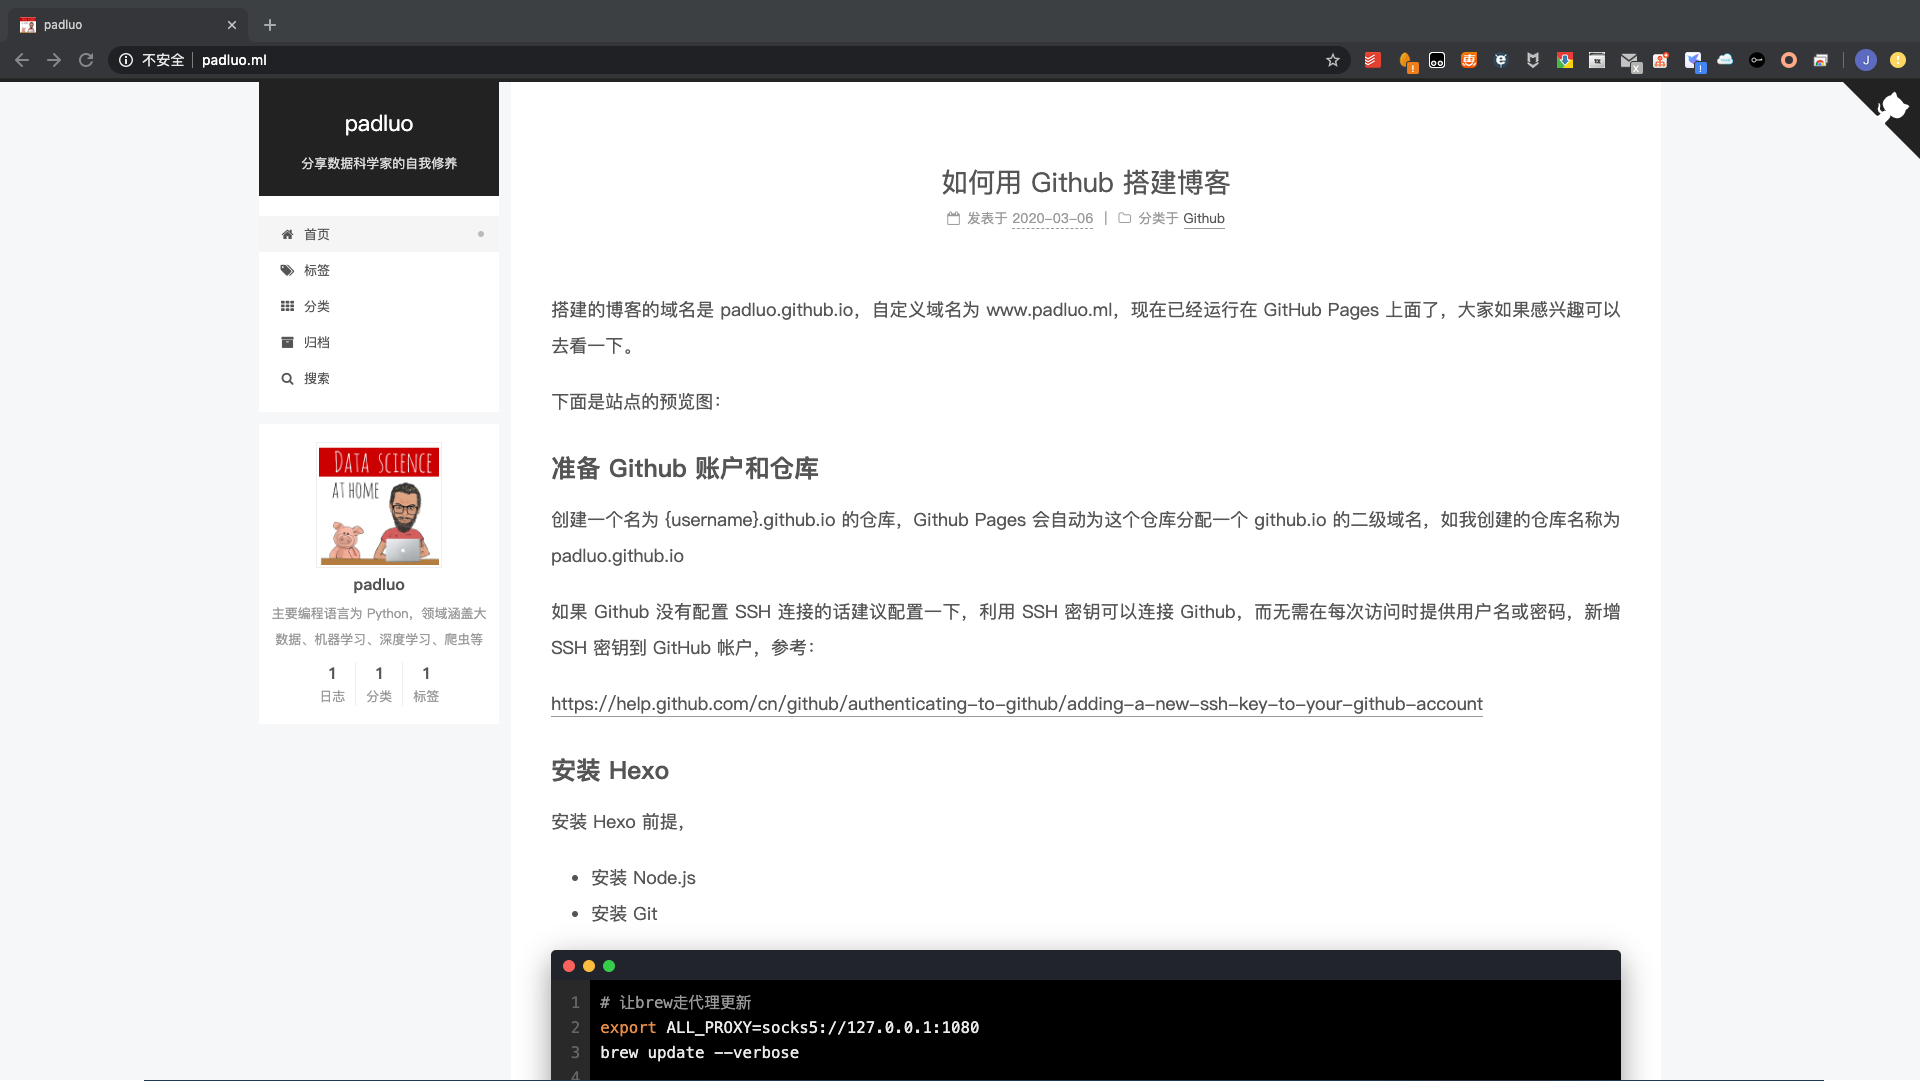 padluo
不安全
padluo.ml
J
padluo
分享数据科学家的自我修养
首页
标签
分类
归档
搜索
DATA SCIENCE
AT HOME
padluo
主要编程语言为 Python，领域涵盖大
数据、机器学习、深度学习、爬虫等
1 1 1
日志 分类 标签
如何用 Github 搭建博客
发表于 2020-03-06 | 分类于 Github
搭建的博客的域名是 padluo.github.io，自定义域名为 www.padluo.ml，现在已经运行在 GitHub Pages 上面了，大家如果感兴趣可以
去看一下。
下面是站点的预览图：
准备 Github 账户和仓库
创建一个名为 {username}.github.io 的仓库，Github Pages 会自动为这个仓库分配一个 github.io 的二级域名，如我创建的仓库名称为
padluo.github.io
如果 Github 没有配置 SSH 连接的话建议配置一下，利用 SSH 密钥可以连接 Github，而无需在每次访问时提供用户名或密码，新增
SSH 密钥到 GitHub 帐户，参考：
https://help.github.com/cn/github/authenticating-to-github/adding-a-new-ssh-key-to-your-github-account
安装 Hexo
安装 Hexo 前提，
• 安装 Node.js
• 安装 Git
1 # 让brew走代理更新
2 export ALL_PROXY=socks5://127.0.0.1:1080
3 brew update --verbose
4